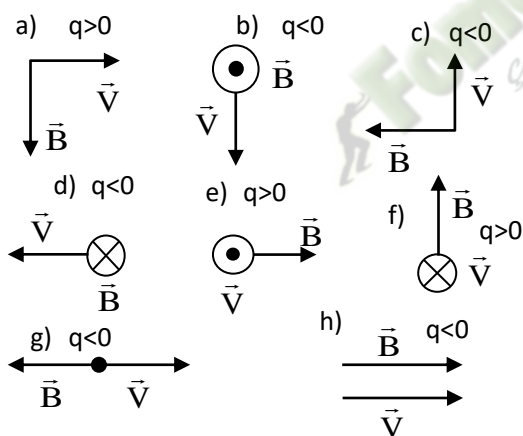 a) q>0
V⃗
B⃗
b) q<0
B⃗
V⃗
c) q<0
V⃗
B⃗
d) q<0
V⃗
B⃗
e) q>0
B⃗
V⃗
f) q>0
B⃗
V⃗
g) q<0
B⃗ V⃗
h) q<0
B⃗
V⃗